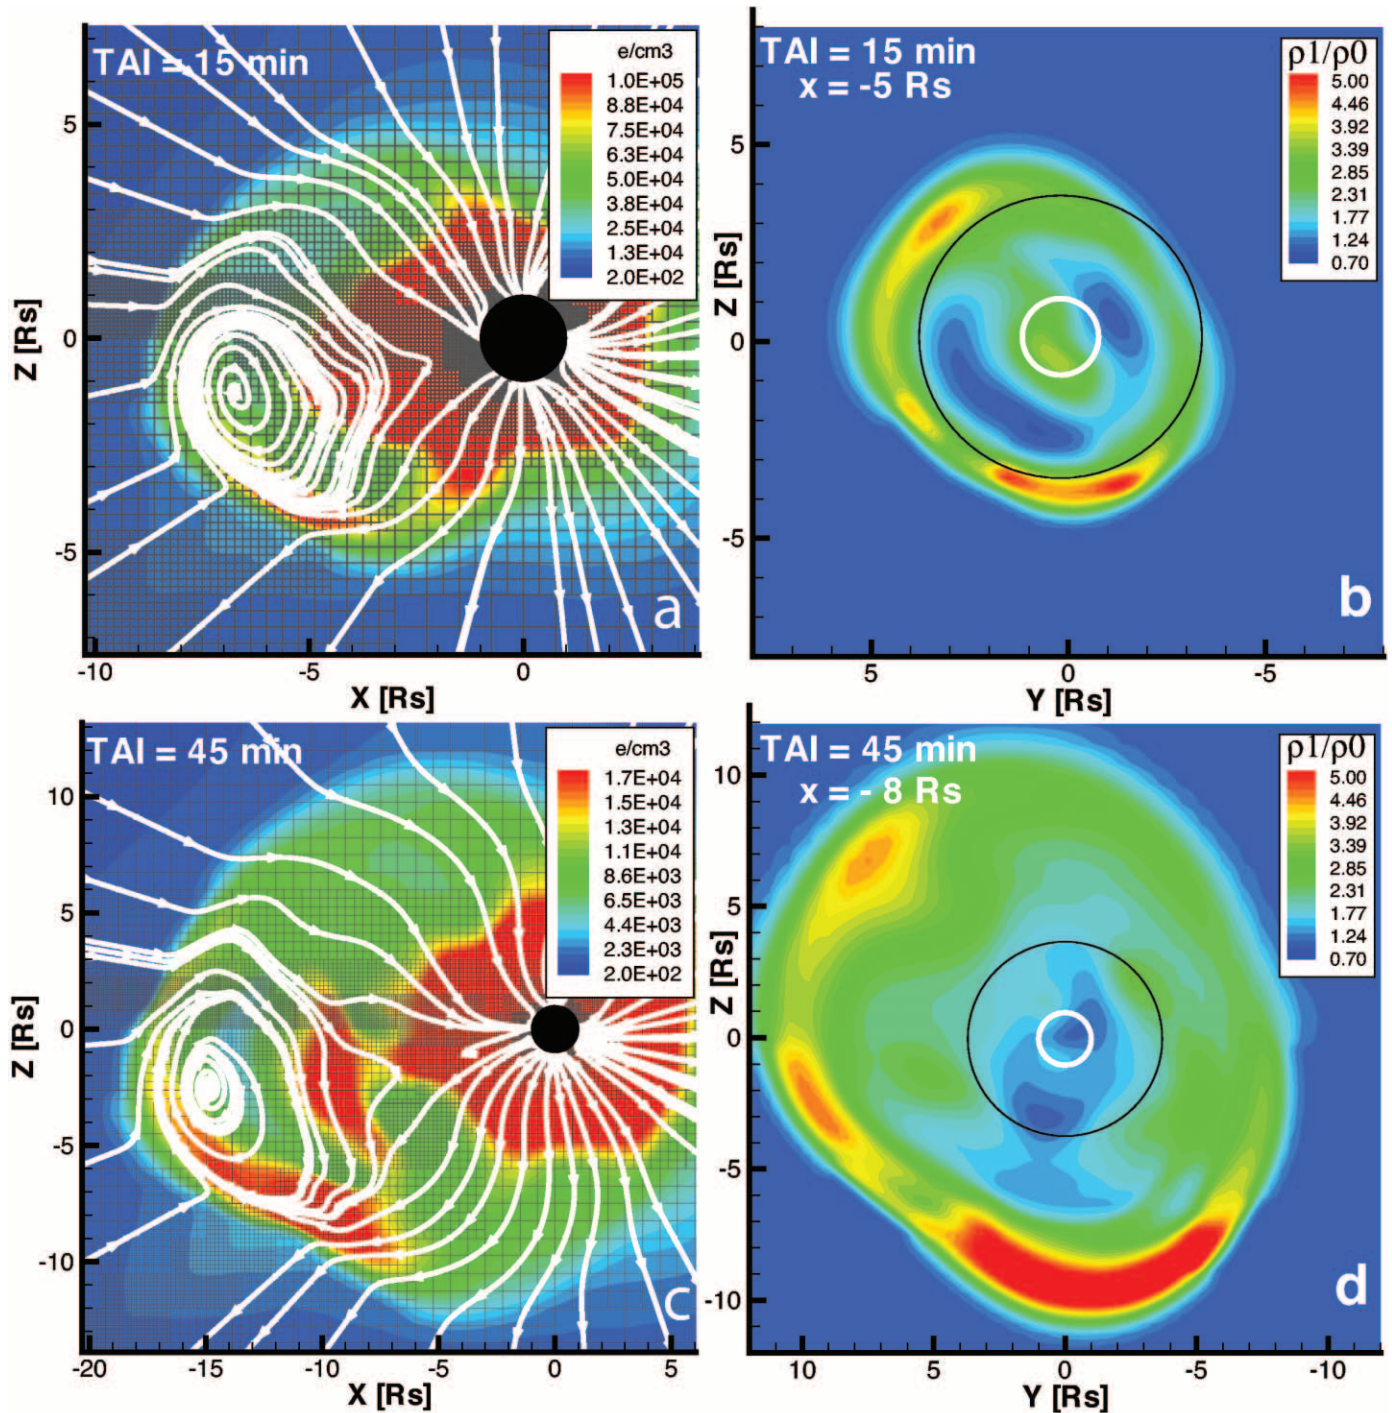 TAI = 15 min
e/cm3
1.0E+05
8.8E+04
7.5E+04
6.3E+04
5.0E+04
3.8E+04
2.5E+04
1.3E+04
2.0E+02
5
0
-5
Z [Rs]
a
-10
-5
0
X [Rs]
TAI = 15 min
x = -5 Rs
ρ1/ρ0
5.00
4.46
3.92
3.39
2.85
2.31
1.77
1.24
0.70
5
0
-5
Z [Rs]
b
5
0
-5
Y [Rs]
TAI = 45 min
e/cm3
1.7E+04
1.5E+04
1.3E+04
1.1E+04
8.6E+03
6.5E+03
4.4E+03
2.3E+03
2.0E+02
10
5
0
-5
-10
Z [Rs]
c
-20
-15
-10
-5
0
5
X [Rs]
TAI = 45 min
x = - 8 Rs
ρ1/ρ0
5.00
4.46
3.92
3.39
2.85
2.31
1.77
1.24
0.70
10
5
0
-5
-10
Z [Rs]
d
10
5
0
-5
-10
Y [Rs]